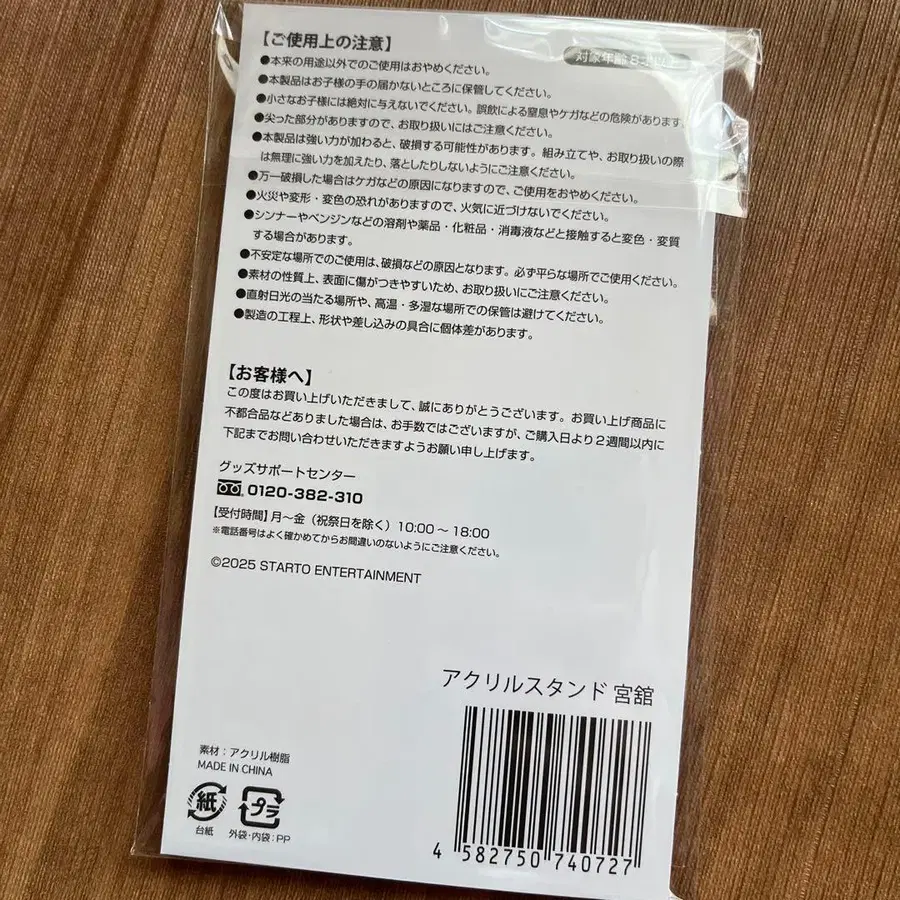 【ご使用上の注意】
対象年齢8才以上
●本来の用途以外でのご使用はおやめください。
●本製品はお子様の手の届かないところに保管してください。
●小さなお子様には絶対に与えないでください。誤飲による窒息やケガなどの危険があります。
●尖った部分がありますので、お取り扱いにはご注意ください。
●本製品は強い力が加わると、破損する可能性があります。組み立てや、お取り扱いの際
は無理に強い力を加えたり、落としたりしないようにご注意ください。
●万一破損した場合はケガなどの原因になりますので、ご使用をおやめください。
●火災や変形・変色の恐れがありますので、火気に近づけないでください。
●シンナーやベンジンなどの溶剤や薬品・化粧品・消毒液などと接触すると変色・変質
する場合があります。
●不安定な場所でのご使用は、破損などの原因となります。必ず平らな場所でご使用ください。
●素材の性質上、表面に傷がつきやすいため、お取り扱いにご注意ください。
●直射日光の当たる場所や、高温・多湿な場所での保管は避けてください。
●製造の工程上、形状や差し込みの具合に個体差があります。
【お客様へ】
この度はお買い上げいただきまして、誠にありがとうございます。お買い上げ商品に
不都合品などありました場合は、お手数ではございますが、ご購入日より2週間以内に
下記までお問い合わせいただきますようお願い申し上げます。
グッズサポートセンター
0120-382-310
【受付時間】月〜金（祝祭日を除く）10:00〜18:00
※電話番号はよく確かめてからお間違いのないようにご注意ください。
©2025 STARTO ENTERTAINMENT
アクリルスタンド 宮舘
素材：アクリル樹脂
MADE IN CHINA
紙
プラ
台紙
外袋・内袋：PP
4 582750 740727